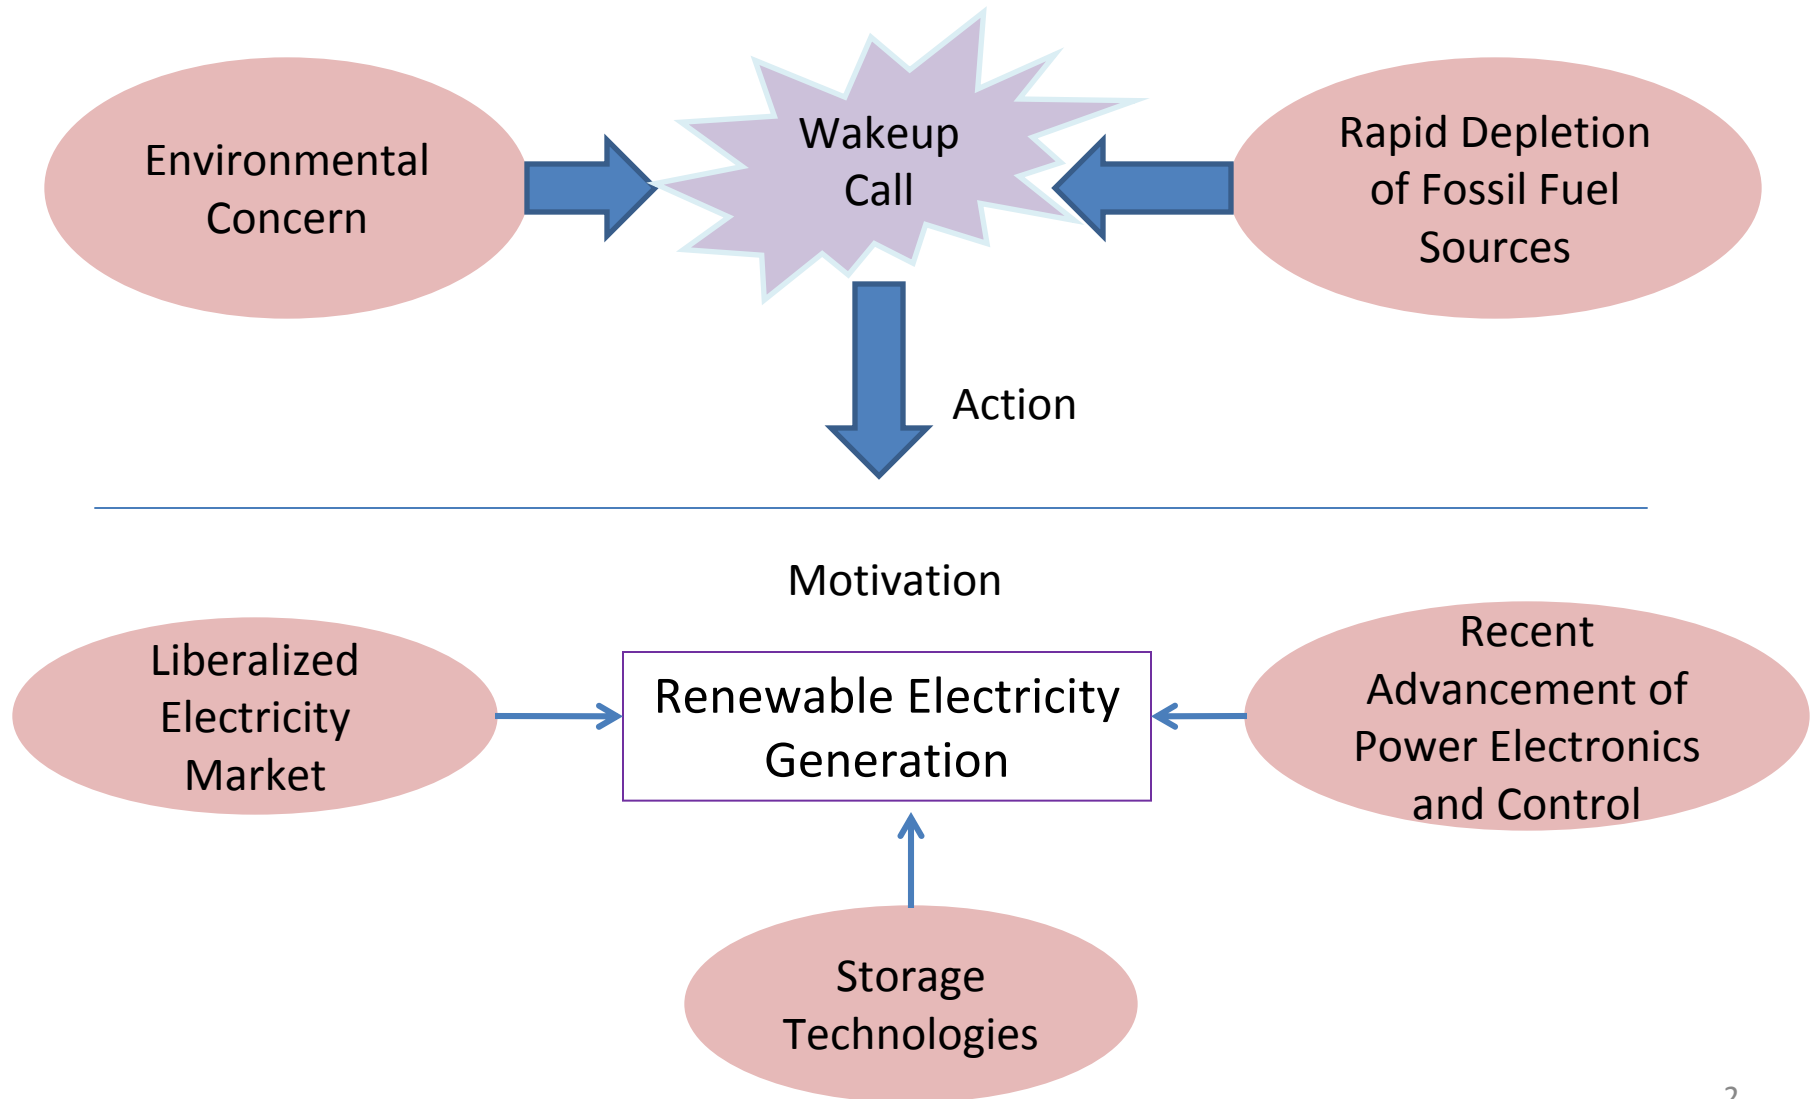 Environmental
Concern
Wakeup
Call
Rapid Depletion
of Fossil Fuel
Sources
Action
Motivation
Liberalized
Electricity
Market
Renewable Electricity
Generation
Recent
Advancement of
Power Electronics
and Control
Storage
Technologies
2